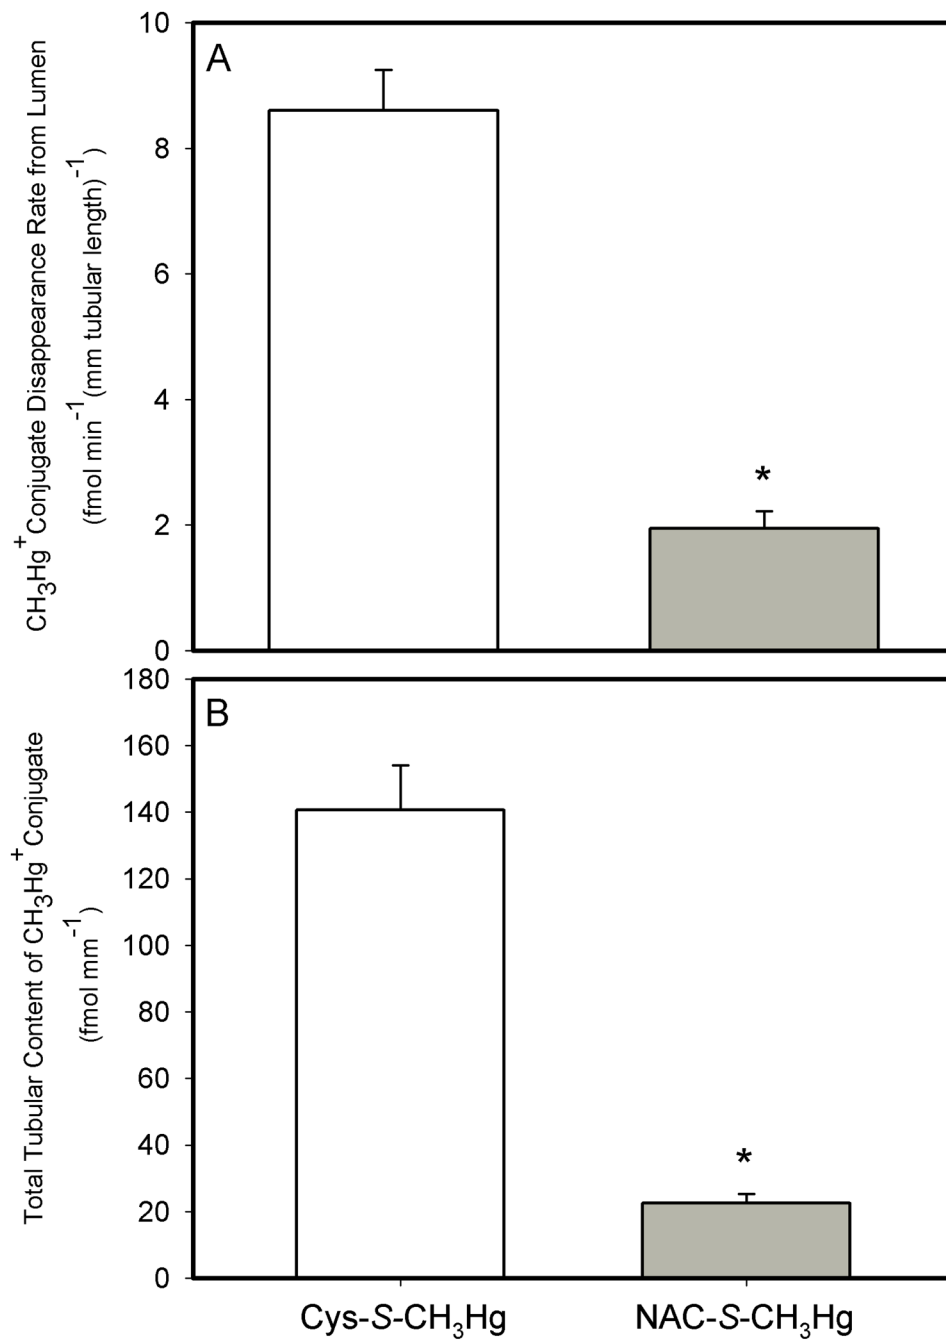 A
CH₃Hg⁺ Conjugate Disappearance Rate from Lumen
(fmol min⁻¹ (mm tubular length)⁻¹)
10
8
6
4
2
0
*
B
Total Tubular Content of CH₃Hg⁺ Conjugate
(fmol mm⁻¹)
180
160
140
120
100
80
60
40
20
0
*
Cys-S-CH₃Hg NAC-S-CH₃Hg